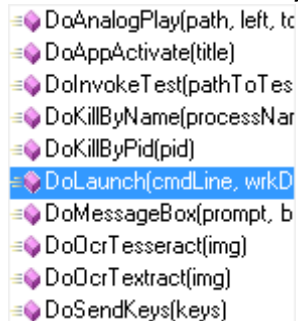 DoAnalogPlay(path, left, to
DoAppActivate(title)
DoInvokeTest(pathToTes
DoKillByName(processNar
DoKillByPid(pid)
DoLaunch(cmdLine, wrkD
DoMessageBox(prompt, b
DoOcrTesseract(img)
DoOcrTextract(img)
DoSendKeys(keys)